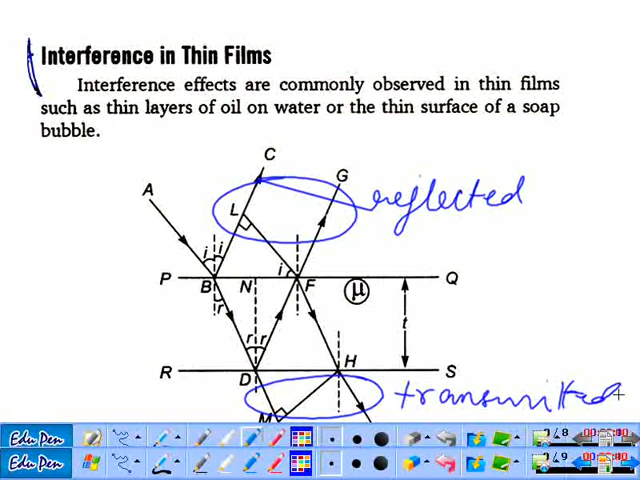 Interference in Thin Films
Interference effects are commonly observed in thin films
such as thin layers of oil on water or the thin surface of a soap
bubble.
C
G
A
L
reflected
i i
i
P B N F μ Q
r
t
r r
R D H S
M
transmitted
Edu Pen
Edu Pen